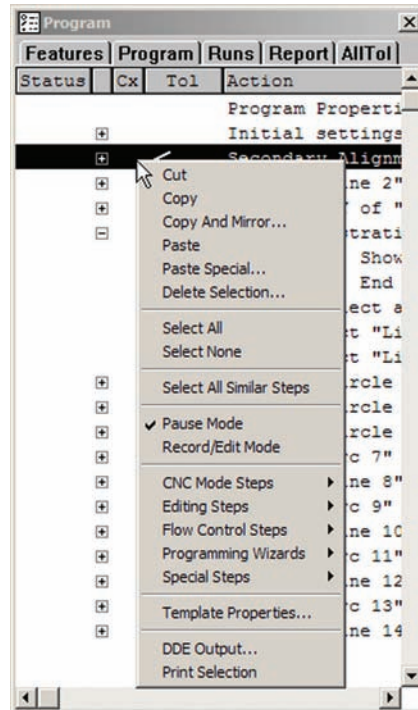 Program
Features Program Runs Report AllTol
Status Cx Tol Action
Program Properti
Initial settings
Secondary Alignm
Cut
Copy
Copy And Mirror...
Paste
Paste Special...
Delete Selection...
Select All
Select None
Select All Similar Steps
Pause Mode
Record/Edit Mode
CNC Mode Steps
Editing Steps
Flow Control Steps
Programming Wizards
Special Steps
Template Properties...
DDE Output...
Print Selection
ne 2"
of "
trati
Show
End
ect a
t "Li
t "Li
rcle
rcle
rcle
c 7"
ne 8"
c 9"
ne 10
c 11"
ne 12
c 13"
ne 14